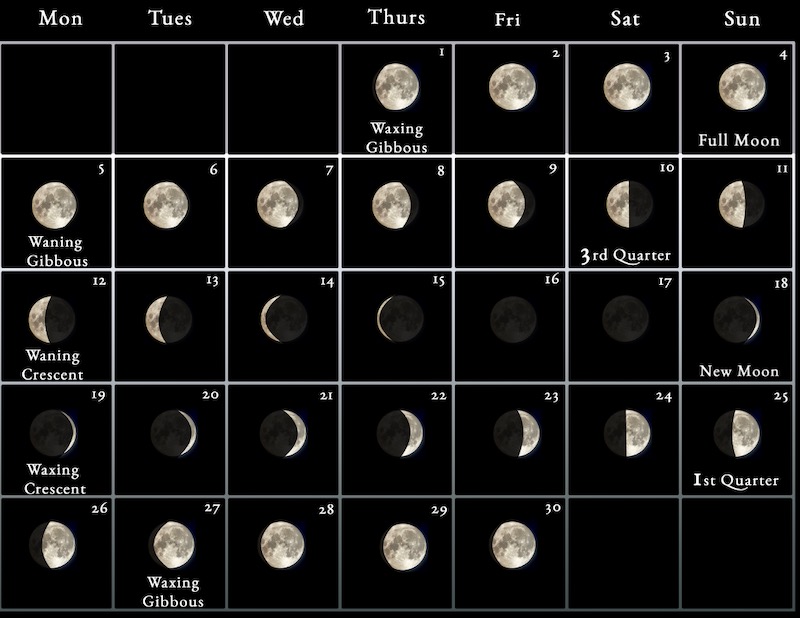 Mon Tues Wed Thurs Fri Sat Sun
1 2 3 4
Waxing
Gibbous
Full Moon
5 6 7 8 9 10 11
Waning
Gibbous
3rd Quarter
12 13 14 15 16 17 18
Waning
Crescent
New Moon
19 20 21 22 23 24 25
Waxing
Crescent
1st Quarter
26 27 28 29 30
Waxing
Gibbous